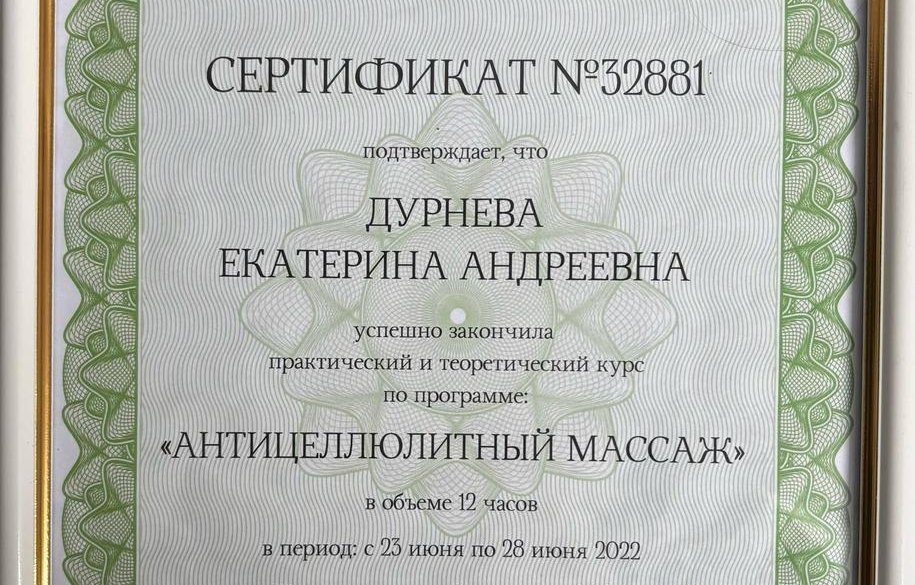 СЕРТИФИКАТ №32881
подтверждает, что
ДУРНЕВА
ЕКАТЕРИНА АНДРЕЕВНА
успешно закончила
практический и теоретический курс
по программе:
«АНТИЦЕЛЛЮЛИТНЫЙ МАССАЖ»
в объеме 12 часов
в период: с 23 июня по 28 июня 2022